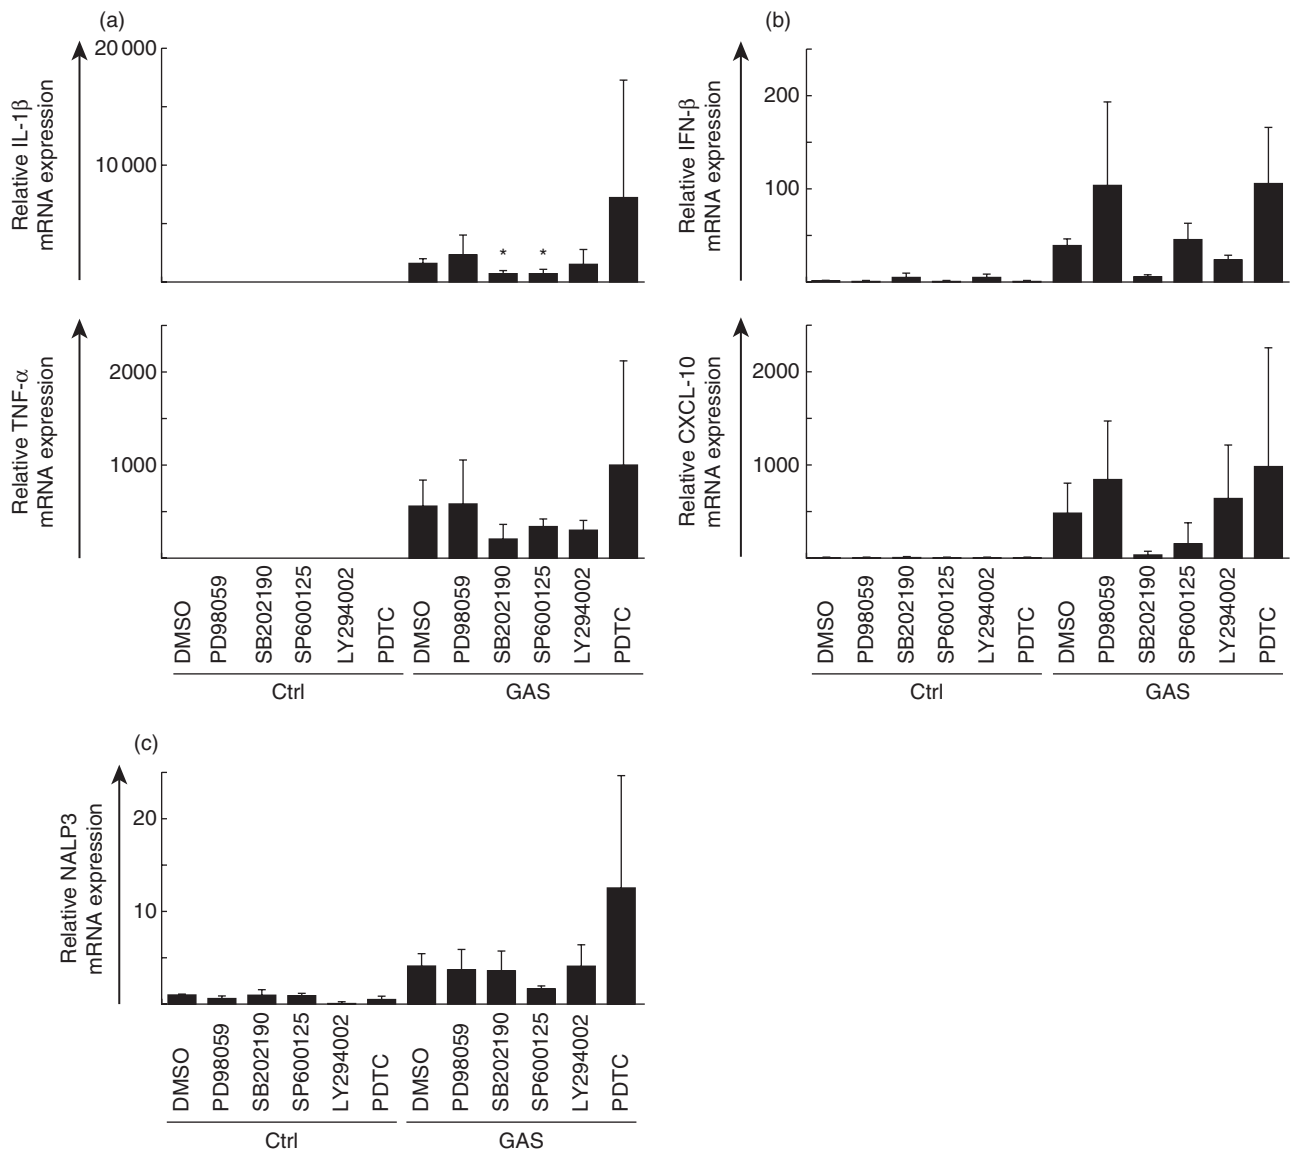 (a)
Relative IL-1β
mRNA expression
20 000
10 000
*
*
Relative TNF-α
mRNA expression
2000
1000
DMSO
PD98059
SB202190
SP600125
LY294002
PDTC
DMSO
PD98059
SB202190
SP600125
LY294002
PDTC
Ctrl
GAS
(b)
Relative IFN-β
mRNA expression
200
100
Relative CXCL-10
mRNA expression
2000
1000
DMSO
PD98059
SB202190
SP600125
LY294002
PDTC
DMSO
PD98059
SB202190
SP600125
LY294002
PDTC
Ctrl
GAS
(c)
Relative NALP3
mRNA expression
20
10
DMSO
PD98059
SB202190
SP600125
LY294002
PDTC
DMSO
PD98059
SB202190
SP600125
LY294002
PDTC
Ctrl
GAS